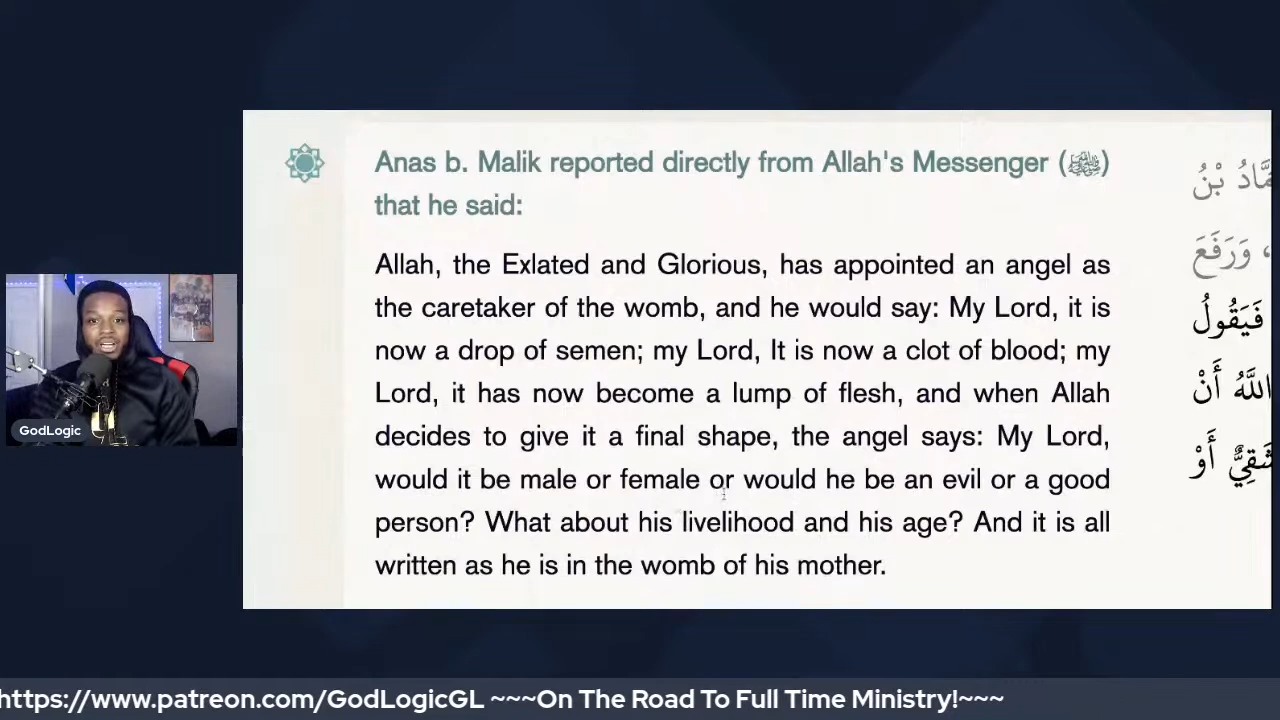 Anas b. Malik reported directly from Allah's Messenger (ﷺ)
that he said:
Allah, the Exlated and Glorious, has appointed an angel as
the caretaker of the womb, and he would say: My Lord, it is
now a drop of semen; my Lord, It is now a clot of blood; my
Lord, it has now become a lump of flesh, and when Allah
decides to give it a final shape, the angel says: My Lord,
would it be male or female or would he be an evil or a good
person? What about his livelihood and his age? And it is all
written as he is in the womb of his mother.
مَّادُ بْنُ
، وَرَفَعَ
فَيَقُولُ
اللَّهُ أَنْ
شَقِيٌّ أَوْ
GodLogic
https://www.patreon.com/GodLogicGL ~~~On The Road To Full Time Ministry!~~~